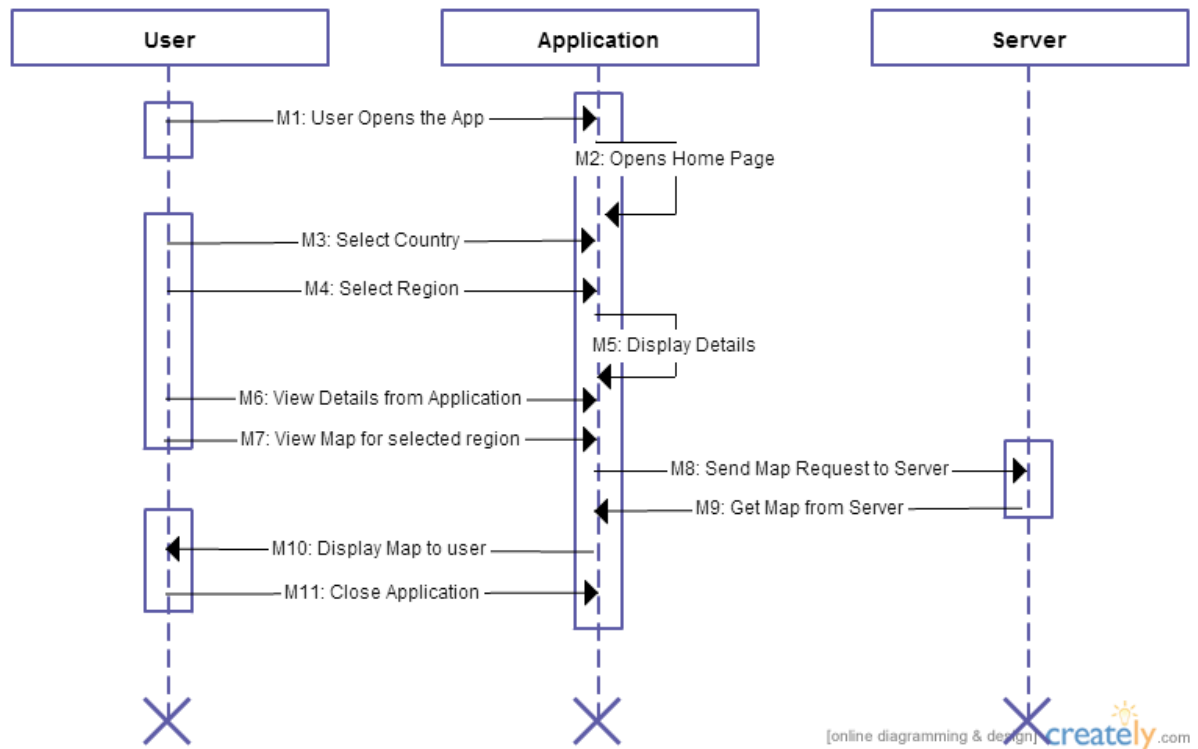 User
Application
Server
M1: User Opens the App
M2: Opens Home Page
M3: Select Country
M4: Select Region
M5: Display Details
M6: View Details from Application
M7: View Map for selected region
M8: Send Map Request to Server
M9: Get Map from Server
M10: Display Map to user
M11: Close Application
[online diagramming & design] creately.com